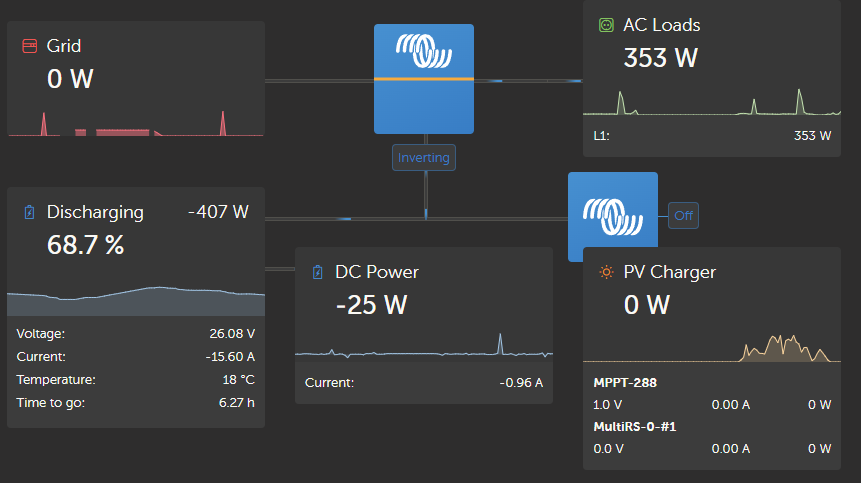 Grid
0 W
AC Loads
353 W
L1: 353 W
Inverting
Discharging -407 W
68.7 %
Voltage: 26.08 V
Current: -15.60 A
Temperature: 18 °C
Time to go: 6.27 h
DC Power
-25 W
Current: -0.96 A
Off
PV Charger
0 W
MPPT-288
1.0 V 0.00 A 0 W
MultiRS-0-#1
0.0 V 0.00 A 0 W